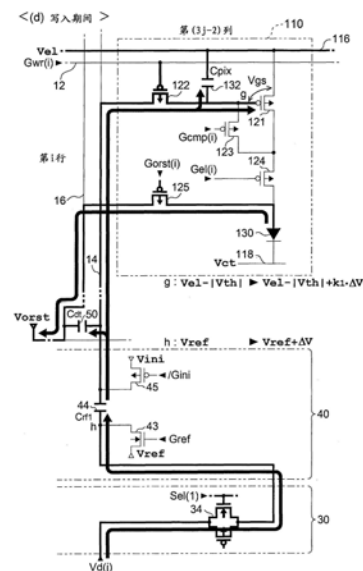 <(d) 写入期间>
第(3j-2)列
110
Vel
116
Gwr(i)
12
Cpix
132
122
g
Vgs
121
Gcmp(i)
123
124
第i行
Gorst(i)
Gel(i)
16
125
14
130
118
Vct
g : Vel-|Vth| ► Vel-|Vth|+k1·ΔV
Vorst
Cdt
50
h : Vref ► Vref+ΔV
Vini
/Gini
45
44
40
Crf1
h
43
Gref
Vref
Sel(1)
34
30
Vd(j)